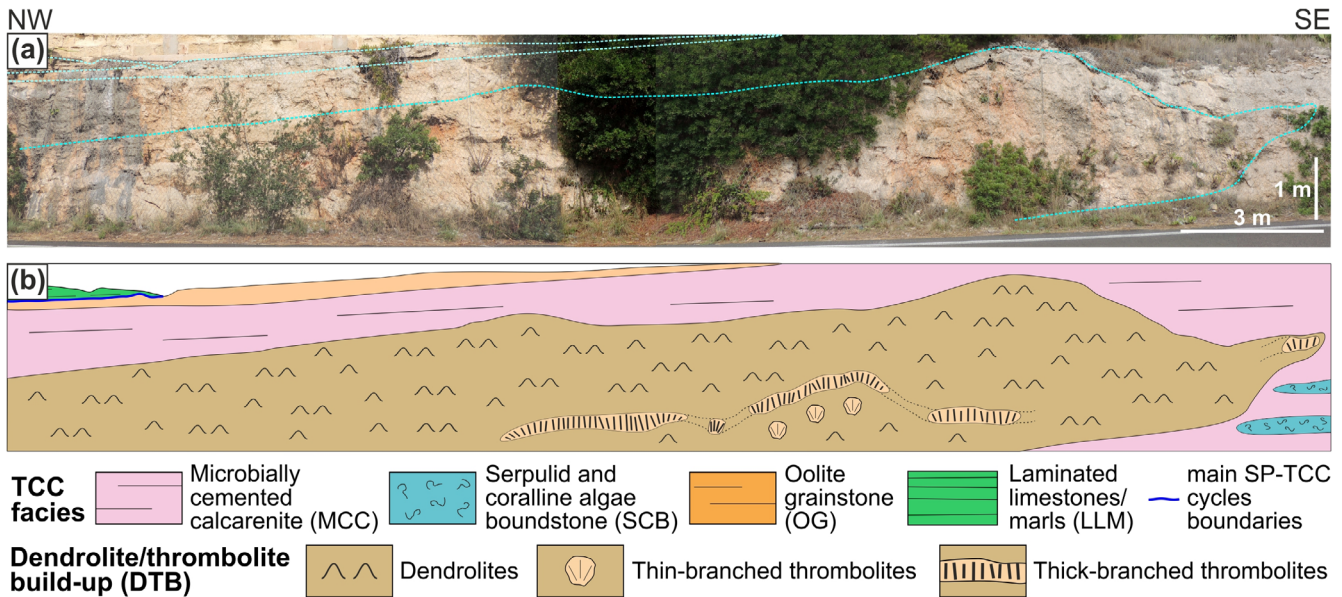 NW
SE
(a)
1 m
3 m
(b)
TCC
facies
Microbially
cemented
calcarenite (MCC)
Serpulid and
coralline algae
boundstone (SCB)
Oolite
grainstone
(OG)
Laminated
limestones/
marls (LLM)
main SP-TCC
cycles
boundaries
Dendrolite/thrombolite
build-up (DTB)
Dendrolites
Thin-branched thrombolites
Thick-branched thrombolites